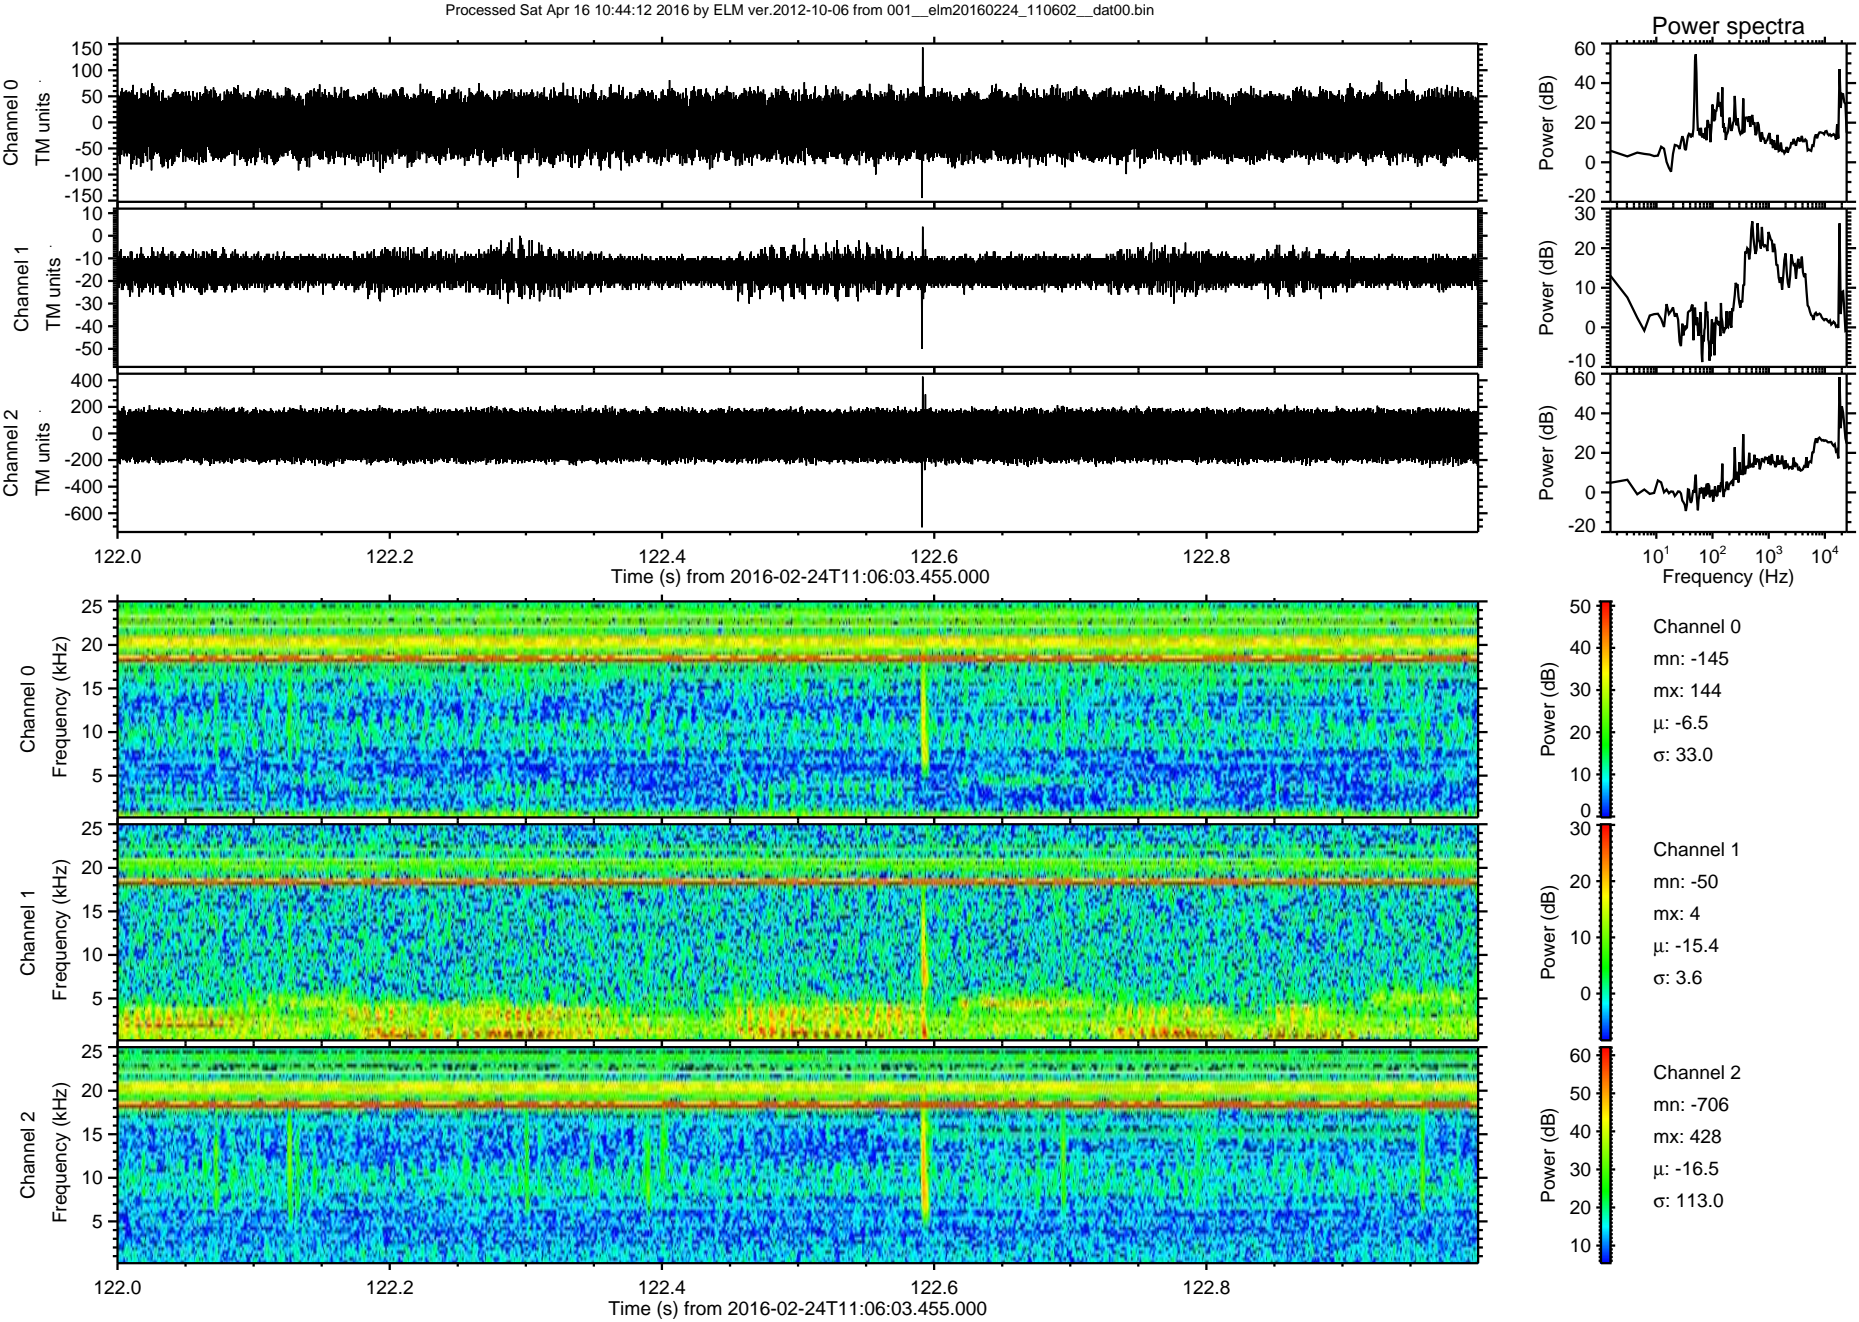 Processed Sat Apr 16 10:44:12 2016 by ELM ver.2012-10-06 from 001__elm20160224_110602__dat00.bin
Power spectra
Channel 0
TM units
150
100
50
0
-50
-100
-150
Power (dB)
60
40
20
0
-20
Channel 1
TM units
10
0
-10
-20
-30
-40
-50
Power (dB)
30
20
10
0
-10
Channel 2
TM units
400
200
0
-200
-400
-600
Power (dB)
60
40
20
0
-20
122.0 122.2 122.4 122.6 122.8
Time (s) from 2016-02-24T11:06:03.455.000
10¹ 10² 10³ 10⁴
Frequency (Hz)
Channel 0
Frequency (kHz)
25
20
15
10
5
Power (dB)
50
40
30
20
10
0
Channel 0
mn: -145
mx: 144
μ: -6.5
σ: 33.0
Channel 1
Frequency (kHz)
25
20
15
10
5
Power (dB)
30
20
10
0
Channel 1
mn: -50
mx: 4
μ: -15.4
σ: 3.6
Channel 2
Frequency (kHz)
25
20
15
10
5
Power (dB)
60
50
40
30
20
10
Channel 2
mn: -706
mx: 428
μ: -16.5
σ: 113.0
122.0 122.2 122.4 122.6 122.8
Time (s) from 2016-02-24T11:06:03.455.000